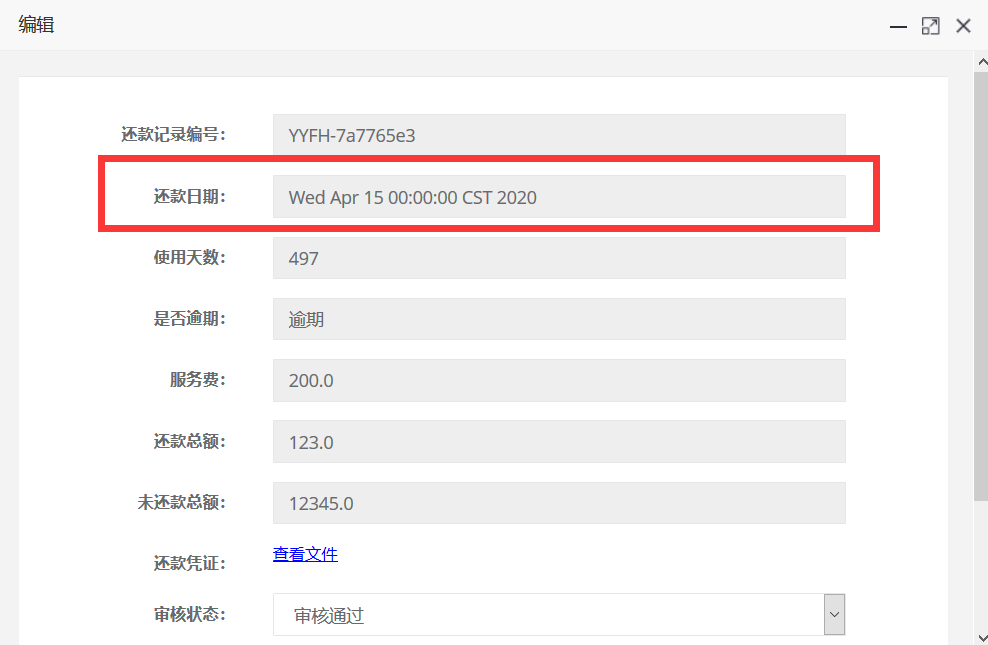 编辑
还款记录编号： YYFH-7a7765e3
还款日期： Wed Apr 15 00:00:00 CST 2020
使用天数： 497
是否逾期： 逾期
服务费： 200.0
还款总额： 123.0
未还款总额： 12345.0
还款凭证： 查看文件
审核状态： 审核通过